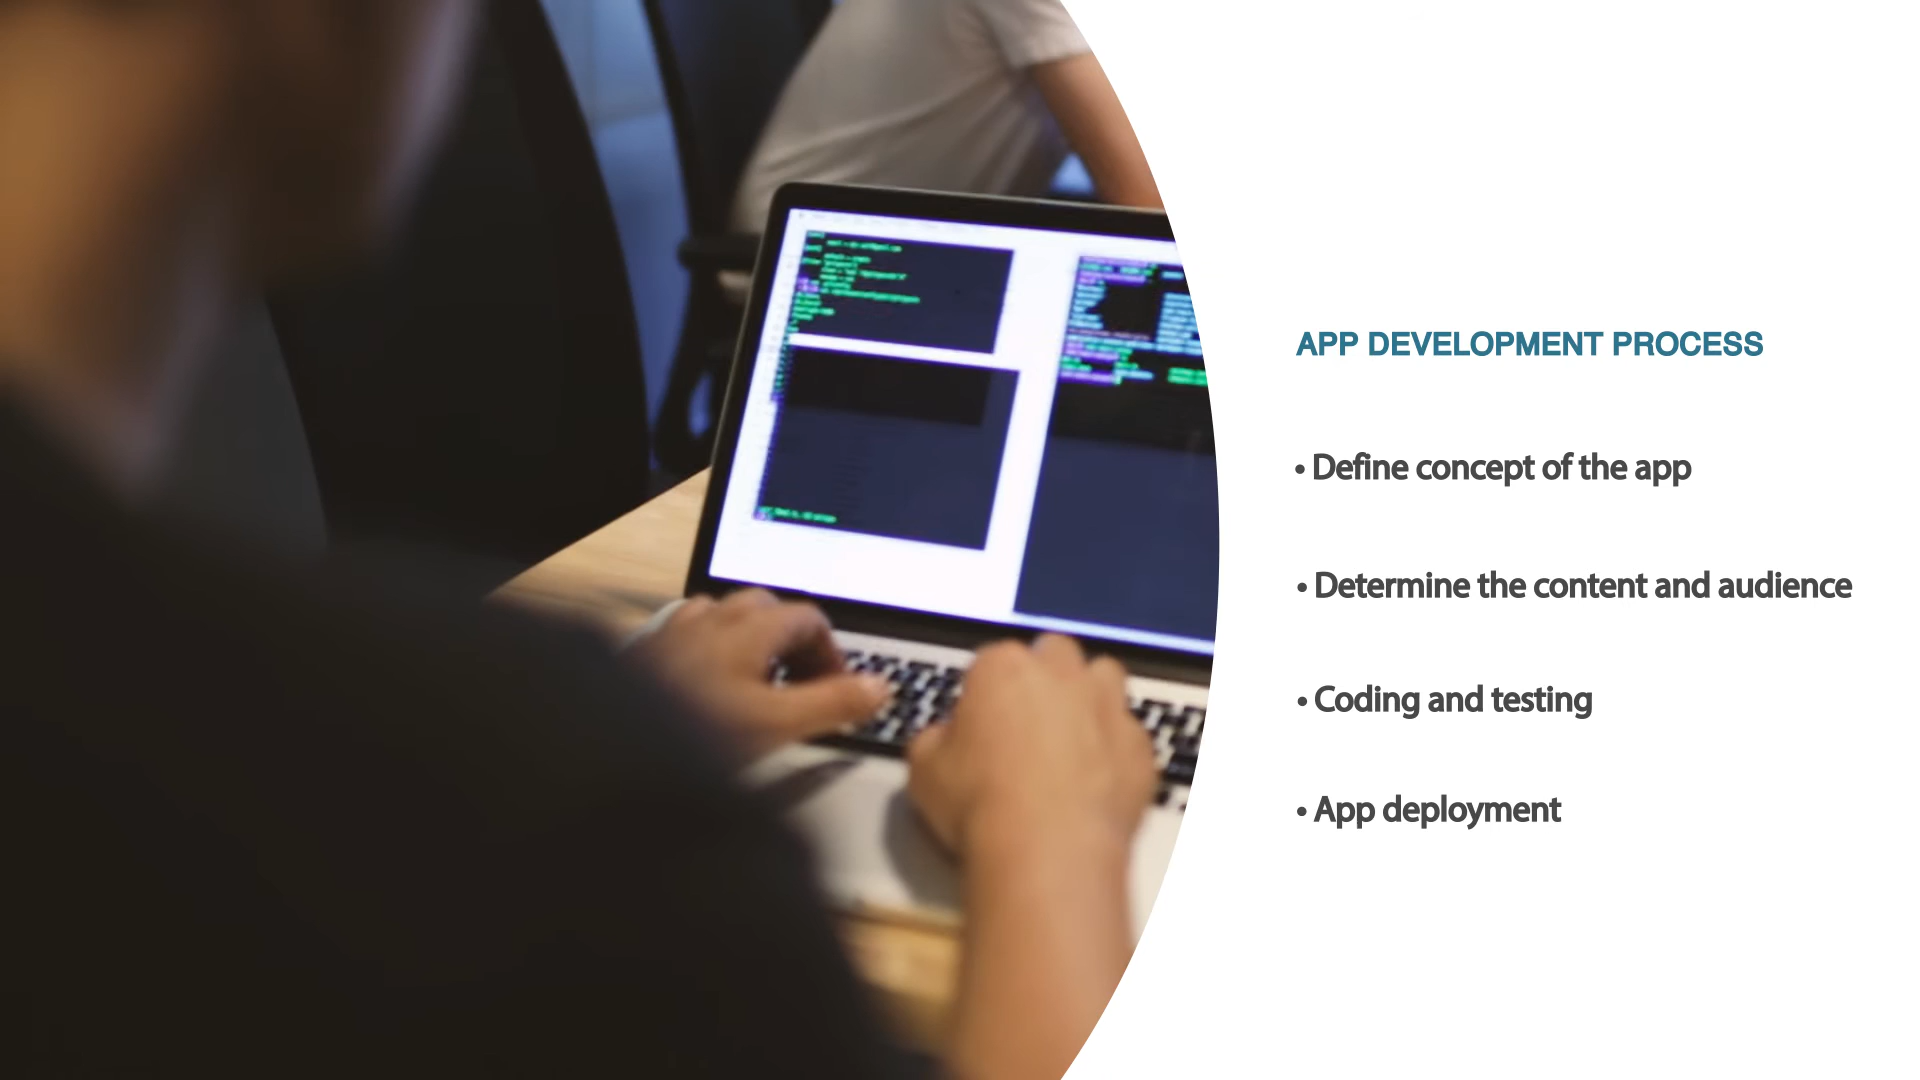 APP DEVELOPMENT PROCESS
• Define concept of the app
• Determine the content and audience
• Coding and testing
• App deployment